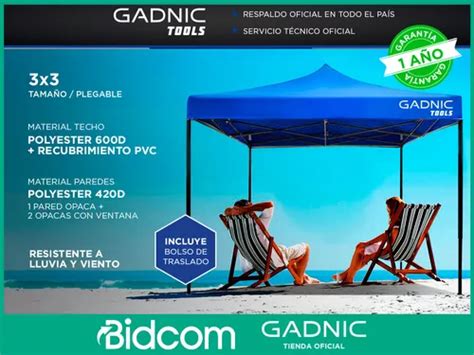 GADNIC
TOOLS
• RESPALDO OFICIAL EN TODO EL PAÍS
• SERVICIO TÉCNICO OFICIAL
GARANTÍA
1 AÑO
GARANTÍA
3x3
TAMAÑO / PLEGABLE
GADNIC
TOOLS
MATERIAL TECHO
POLYESTER 600D
+ RECUBRIMIENTO PVC
MATERIAL PAREDES
POLYESTER 420D
1 PARED OPACA +
2 OPACAS CON VENTANA
INCLUYE
BOLSO DE
TRASLADO
RESISTENTE A
LLUVIA Y VIENTO
Bidcom
GADNIC
TIENDA OFICIAL